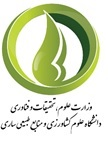 وزارت علوم، تحقیقات و فناوری
دانشگاه علوم کشاورزی و منابع طبیعی ساری